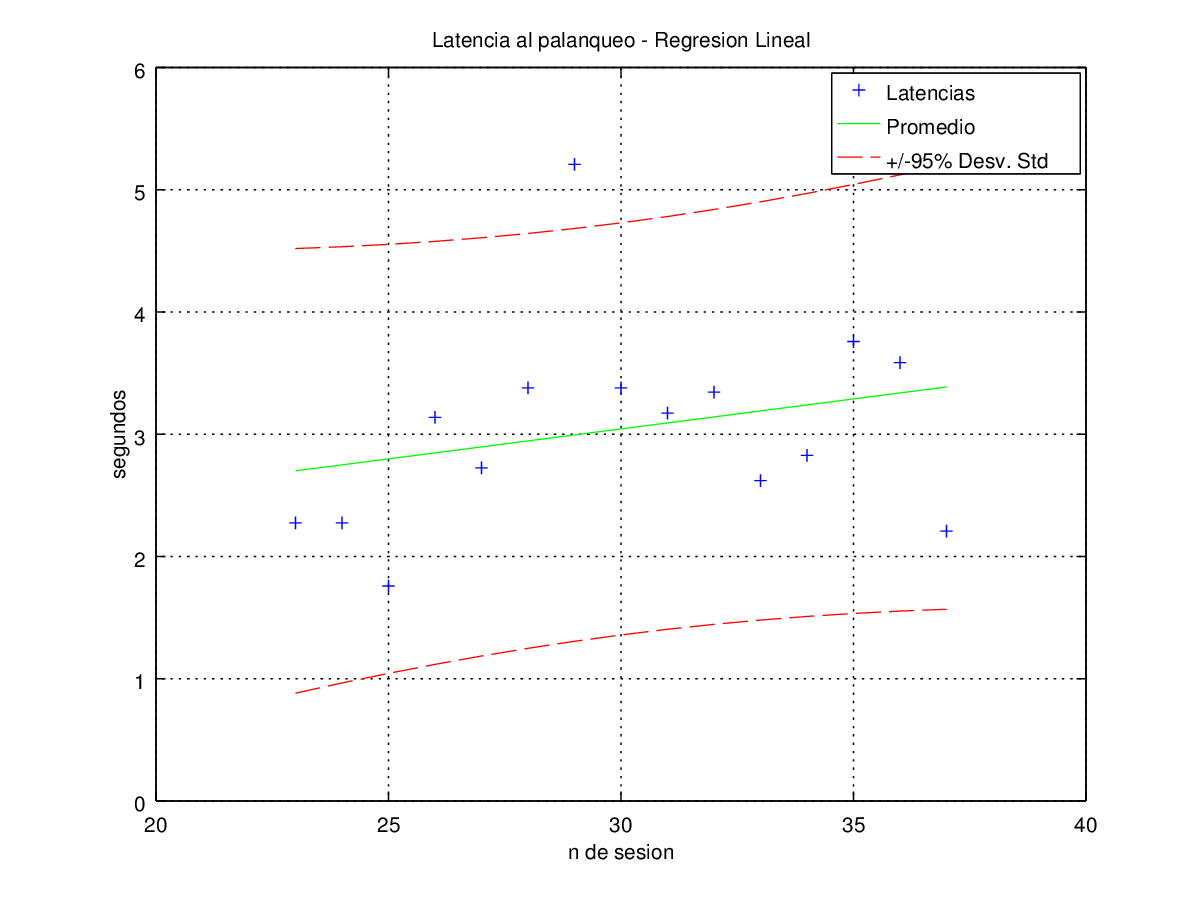 Latencia al palanqueo - Regresion Lineal
6
Latencias
Promedio
+/-95% Desv. Std
5
4
3
segundos
2
1
0
20 25 30 35 40
n de sesion